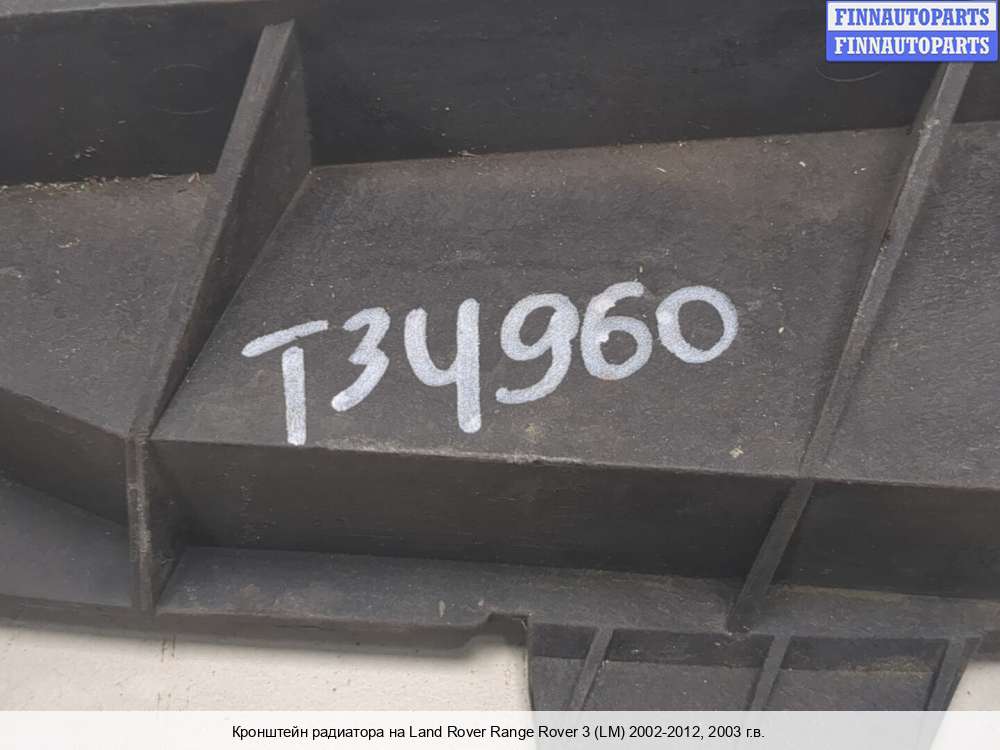 FINNAUTOPARTS
FINNAUTOPARTS
T34960
Кронштейн радиатора на Land Rover Range Rover 3 (LM) 2002-2012, 2003 г.в.